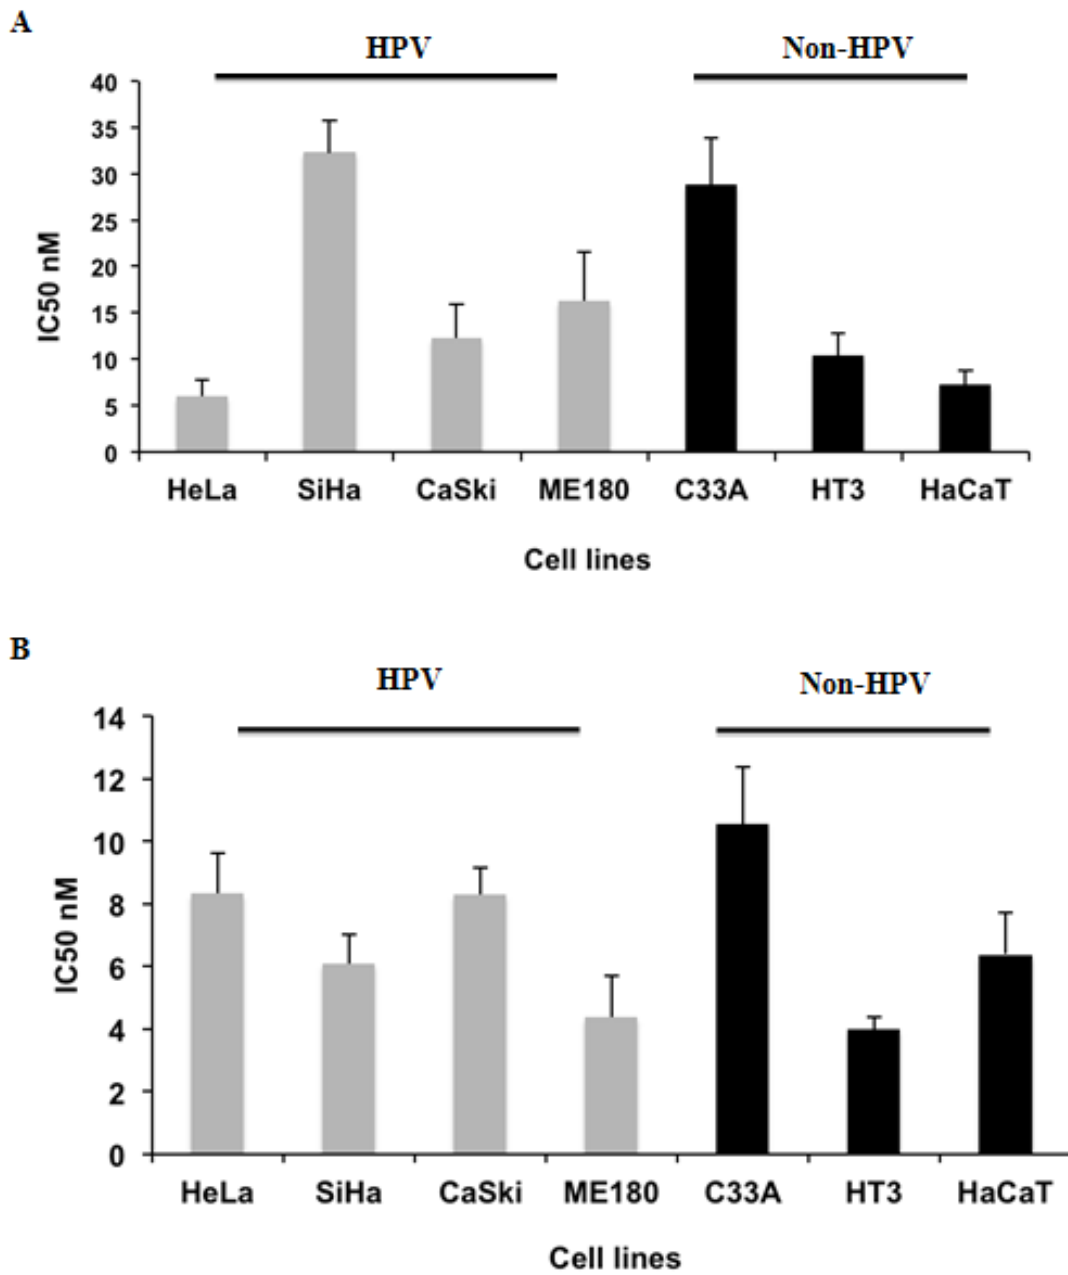 A
HPV
Non-HPV
40
35
30
25
20
15
10
5
0
IC50 nM
HeLa SiHa CaSki ME180 C33A HT3 HaCaT
Cell lines
B
HPV
Non-HPV
14
12
10
8
6
4
2
0
IC50 nM
HeLa SiHa CaSki ME180 C33A HT3 HaCaT
Cell lines